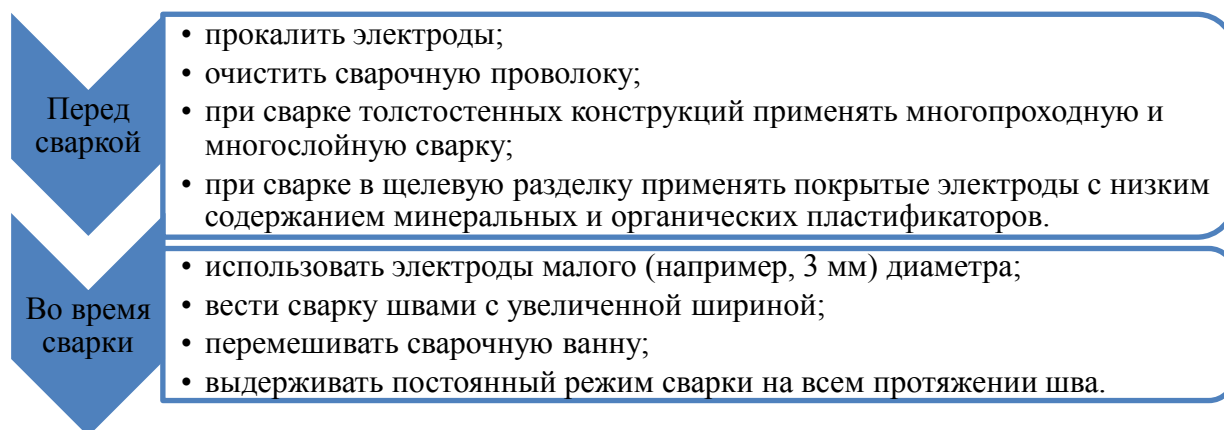 Перед
сваркой
• прокалить электроды;
• очистить сварочную проволоку;
• при сварке толстостенных конструкций применять многопроходную и
многослойную сварку;
• при сварке в щелевую разделку применять покрытые электроды с низким
содержанием минеральных и органических пластификаторов.
Во время
сварки
• использовать электроды малого (например, 3 мм) диаметра;
• вести сварку швами с увеличенной шириной;
• перемешивать сварочную ванну;
• выдерживать постоянный режим сварки на всем протяжении шва.